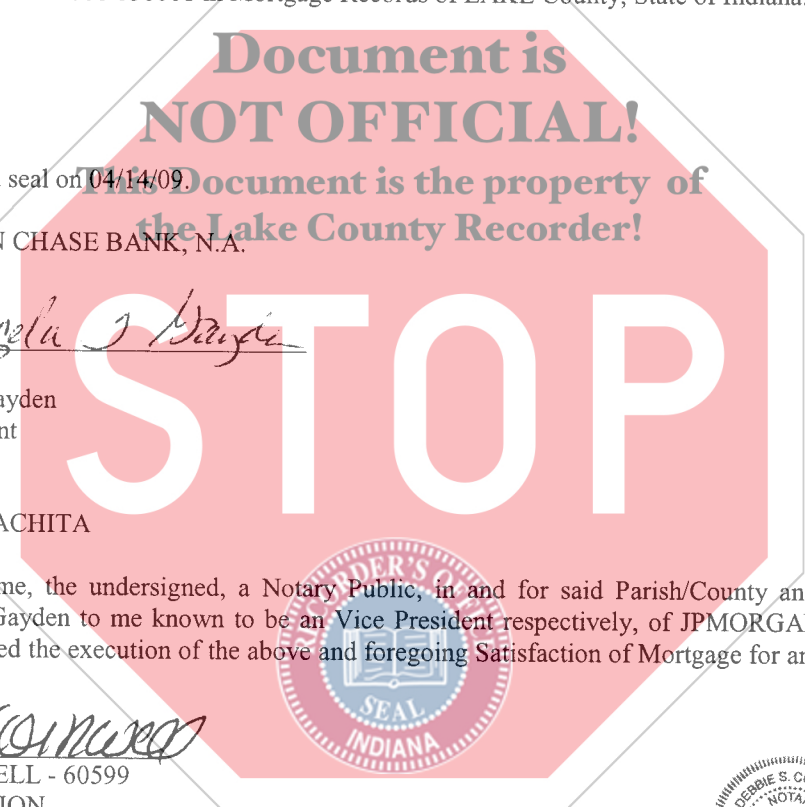 in Mortgage Records of LAKE County, State of Indiana.
Document is
NOT OFFICIAL!
seal on 04/14/09.
This Document is the property of
the Lake County Recorder!
N CHASE BANK, N.A.
STOP
ayden
nt
ACHITA
me, the undersigned, a Notary Public, in and for said Parish/County an
Gayden to me known to be an Vice President respectively, of JPMORGA
ed the execution of the above and foregoing Satisfaction of Mortgage for an
RECORDER'S OFFICE
SEAL
INDIANA
ELL - 60599
ION
DEBBIE S. CO
NOTA